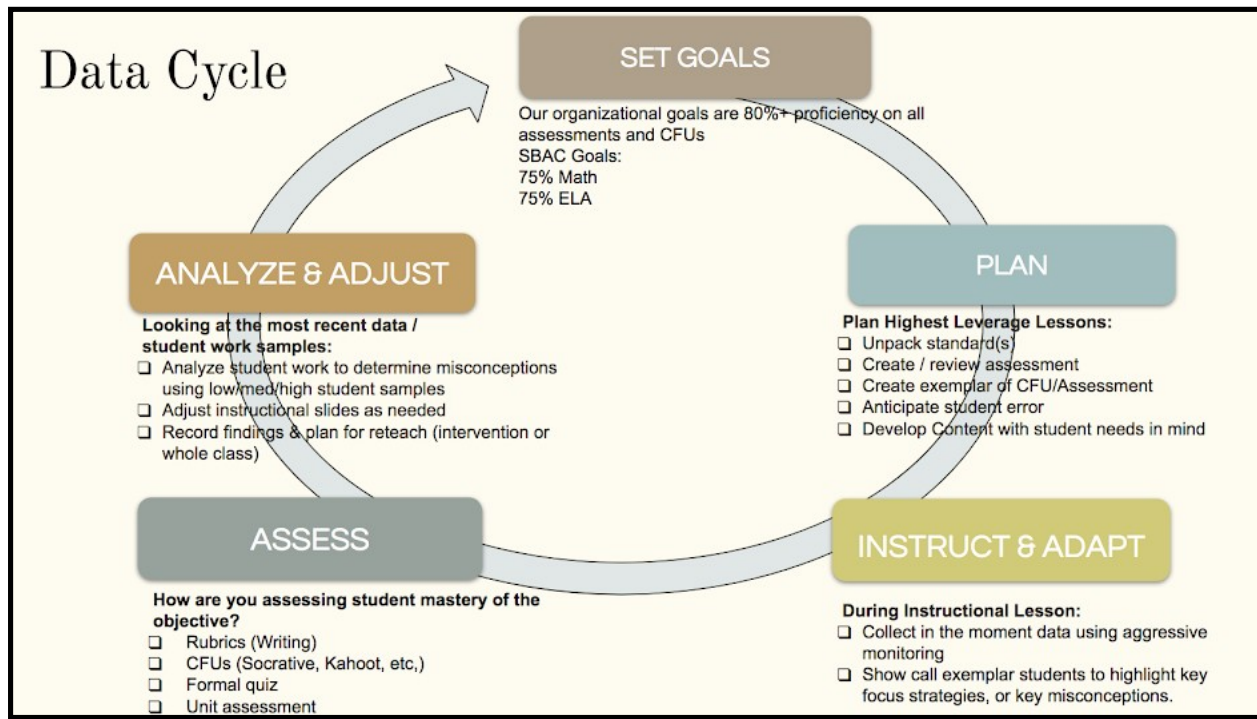 Data Cycle
SET GOALS
Our organizational goals are 80%+ proficiency on all
assessments and CFUs
SBAC Goals:
75% Math
75% ELA
PLAN
Plan Highest Leverage Lessons:
❏ Unpack standard(s)
❏ Create / review assessment
❏ Create exemplar of CFU/Assessment
❏ Anticipate student error
❏ Develop Content with student needs in mind
INSTRUCT & ADAPT
During Instructional Lesson:
❏ Collect in the moment data using aggressive
monitoring
❏ Show call exemplar students to highlight key
focus strategies, or key misconceptions.
ASSESS
How are you assessing student mastery of the
objective?
❏ Rubrics (Writing)
❏ CFUs (Socrative, Kahoot, etc,)
❏ Formal quiz
❏ Unit assessment
ANALYZE & ADJUST
Looking at the most recent data /
student work samples:
❏ Analyze student work to determine misconceptions
using low/med/high student samples
❏ Adjust instructional slides as needed
❏ Record findings & plan for reteach (intervention or
whole class)